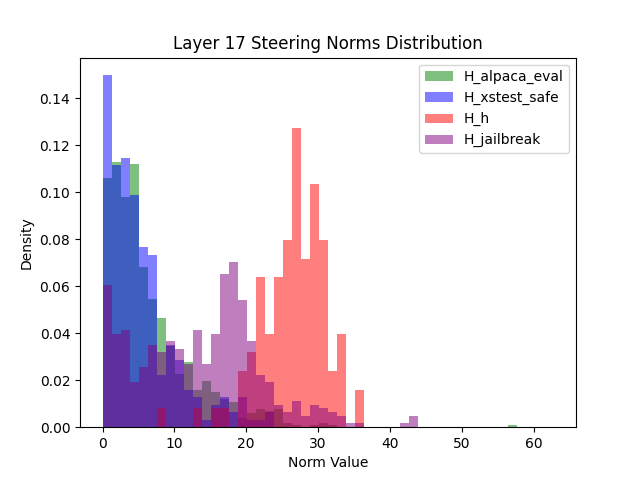 Layer 17 Steering Norms Distribution
H_alpaca_eval
H_xstest_safe
H_h
H_jailbreak
Density
0.14
0.12
0.10
0.08
0.06
0.04
0.02
0.00
0 10 20 30 40 50 60
Norm Value